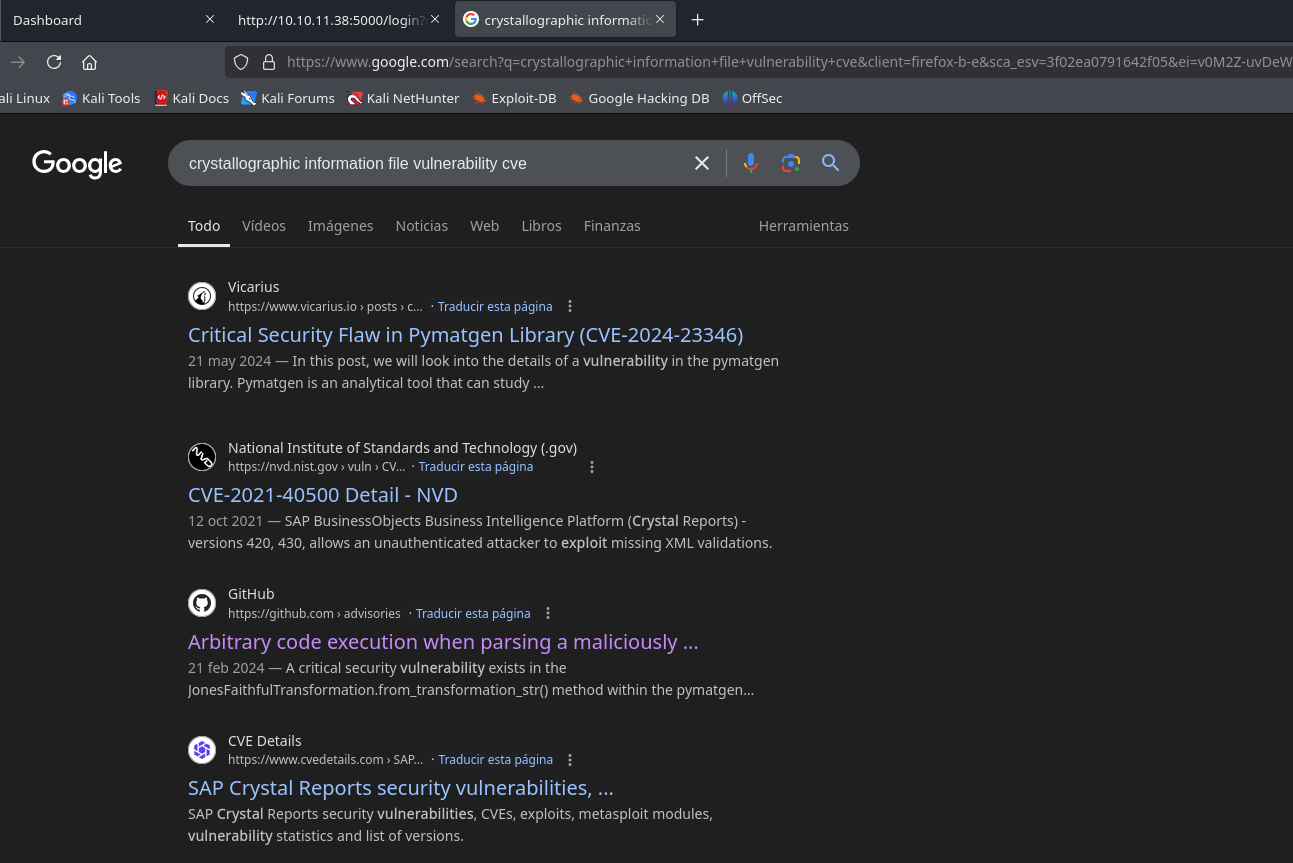 Dashboard
http://10.10.11.38:5000/login?
crystallographic informatic
https://www.google.com/search?q=crystallographic+information+file+vulnerability+cve&client=firefox-b-e&sca_esv=3f02ea0791642f05&ei=v0M2Z-uvDeW
ali Linux Kali Tools Kali Docs Kali Forums Kali NetHunter Exploit-DB Google Hacking DB OffSec
Google
crystallographic information file vulnerability cve
Todo Vídeos Imágenes Noticias Web Libros Finanzas Herramientas
Vicarius
https://www.vicarius.io › posts › c... · Traducir esta página
Critical Security Flaw in Pymatgen Library (CVE-2024-23346)
21 may 2024 — In this post, we will look into the details of a vulnerability in the pymatgen
library. Pymatgen is an analytical tool that can study ...
National Institute of Standards and Technology (.gov)
https://nvd.nist.gov › vuln › CV... · Traducir esta página
CVE-2021-40500 Detail - NVD
12 oct 2021 — SAP BusinessObjects Business Intelligence Platform (Crystal Reports) -
versions 420, 430, allows an unauthenticated attacker to exploit missing XML validations.
GitHub
https://github.com › advisories · Traducir esta página
Arbitrary code execution when parsing a maliciously ...
21 feb 2024 — A critical security vulnerability exists in the
JonesFaithfulTransformation.from_transformation_str() method within the pymatgen...
CVE Details
https://www.cvedetails.com › SAP... · Traducir esta página
SAP Crystal Reports security vulnerabilities, ...
SAP Crystal Reports security vulnerabilities, CVEs, exploits, metasploit modules,
vulnerability statistics and list of versions.